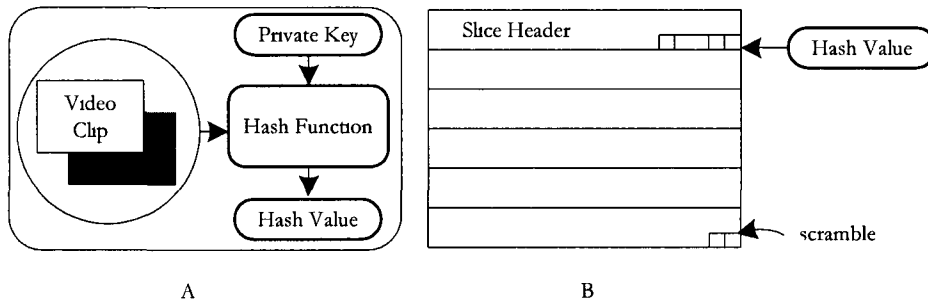 Private Key
Video
Clip
Hash Function
Hash Value
A
Slice Header
Hash Value
scramble
B